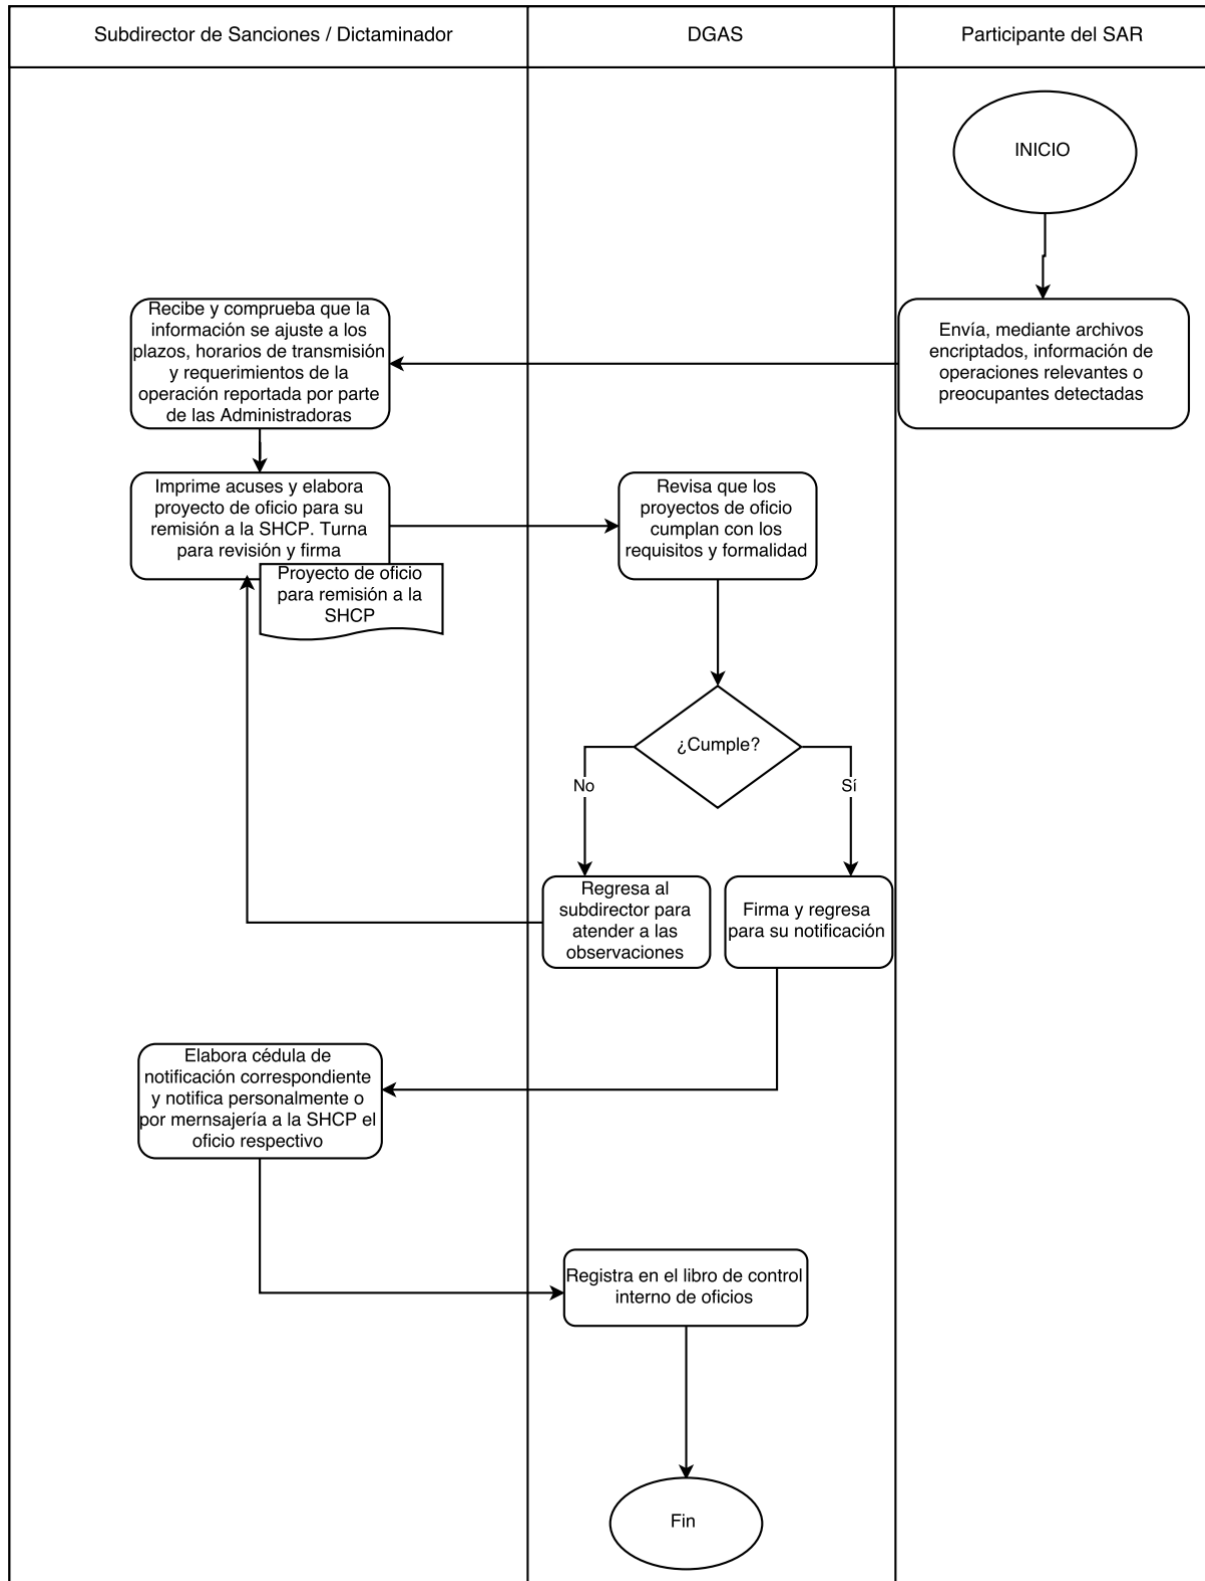 Subdirector de Sanciones / Dictaminador
DGAS
Participante del SAR
INICIO
Envía, mediante archivos
encriptados, información de
operaciones relevantes o
preocupantes detectadas
Recibe y comprueba que la
información se ajuste a los
plazos, horarios de transmisión
y requerimientos de la
operación reportada por parte
de las Administradoras
Imprime acuses y elabora
proyecto de oficio para su
remisión a la SHCP. Turna
para revisión y firma
Proyecto de oficio
para remisión a la
SHCP
Revisa que los
proyectos de oficio
cumplan con los
requisitos y formalidad
¿Cumple?
No
Sí
Regresa al
subdirector para
atender a las
observaciones
Firma y regresa
para su notificación
Elabora cédula de
notificación correspondiente
y notifica personalmente o
por mernsajería a la SHCP el
oficio respectivo
Registra en el libro de control
interno de oficios
Fin